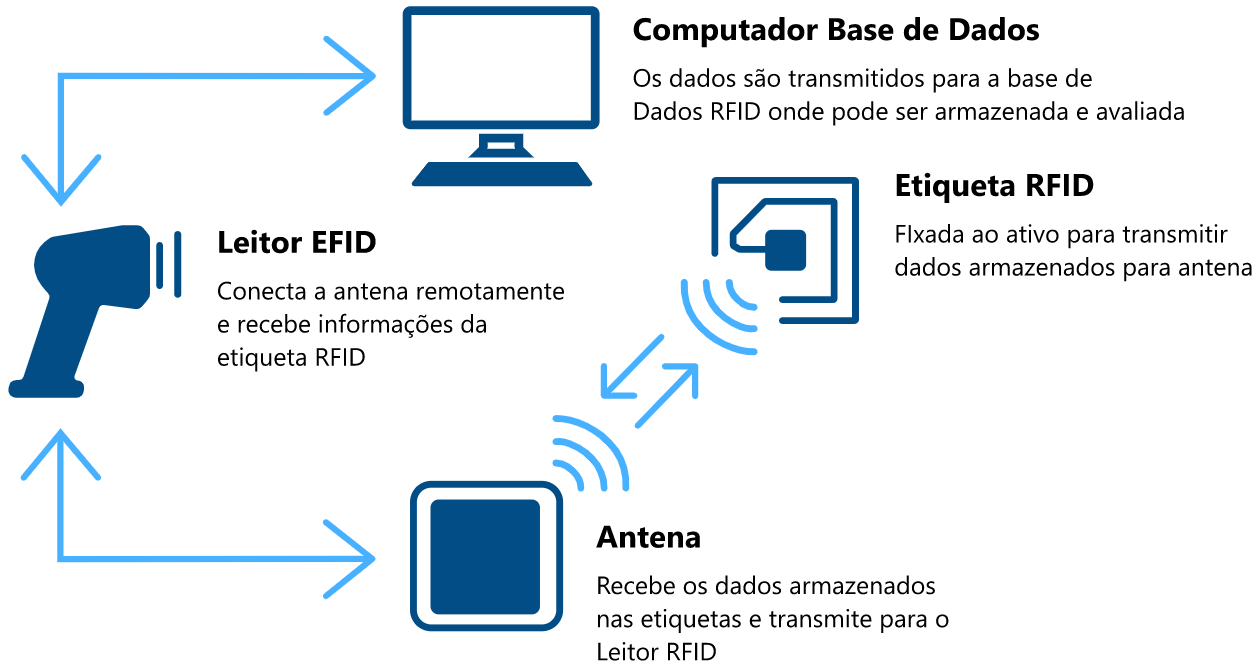 Computador Base de Dados
Os dados são transmitidos para a base de
Dados RFID onde pode ser armazenada e avaliada
Etiqueta RFID
FIxada ao ativo para transmitir
dados armazenados para antena
Leitor EFID
Conecta a antena remotamente
e recebe informações da
etiqueta RFID
Antena
Recebe os dados armazenados
nas etiquetas e transmite para o
Leitor RFID